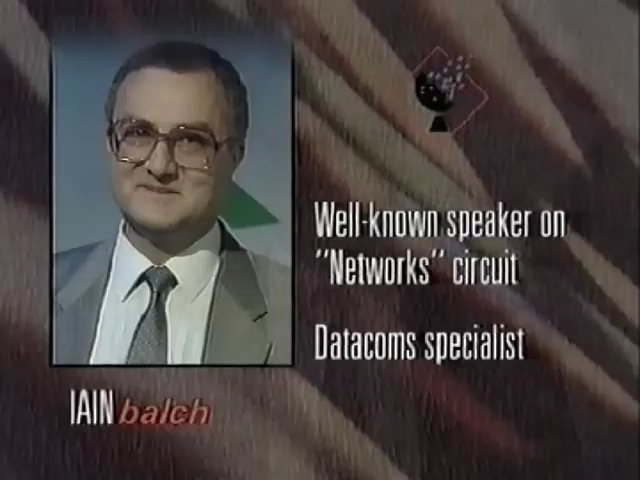 Well-known speaker on
"Networks" circuit
Datacoms specialist
IAIN balch